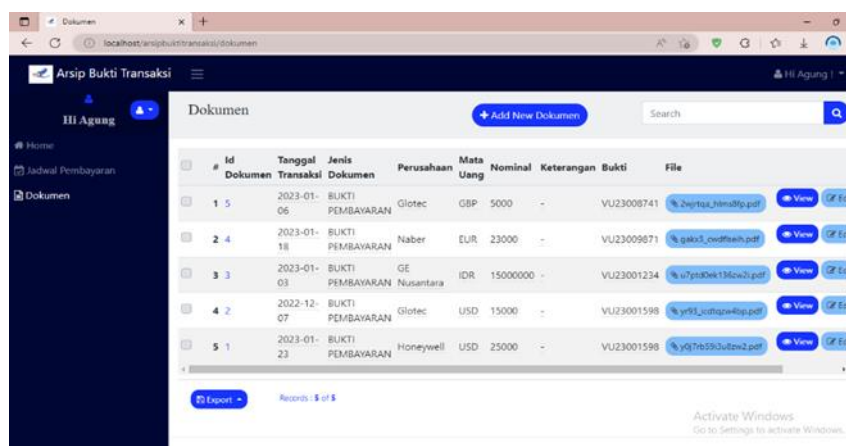 Dokumen
localhost/arsipbuktitransaksi/dokumen
Arsip Bukti Transaksi
Hi Agung !
Hi Agung
Home
Jadwal Pembayaran
Dokumen
Dokumen
+ Add New Dokumen
Search
# Id Dokumen Tanggal Transaksi Jenis Dokumen Perusahaan Mata Uang Nominal Keterangan Bukti File
1 5 2023-01-06 BUKTI PEMBAYARAN Glotec GBP 5000 - VU23008741 View
2 4 2023-01-18 BUKTI PEMBAYARAN Naber EUR 23000 - VU23009871 View
3 3 2023-01-03 BUKTI PEMBAYARAN GE Nusantara IDR 15000000 - VU23001234 View
4 2 2022-12-07 BUKTI PEMBAYARAN Glotec USD 15000 - VU23001598 View
5 1 2023-01-23 BUKTI PEMBAYARAN Honeywell USD 25000 - VU23001598 View
Export
Records : 5 of 5
Activate Windows
Go to Settings to activate Windows.